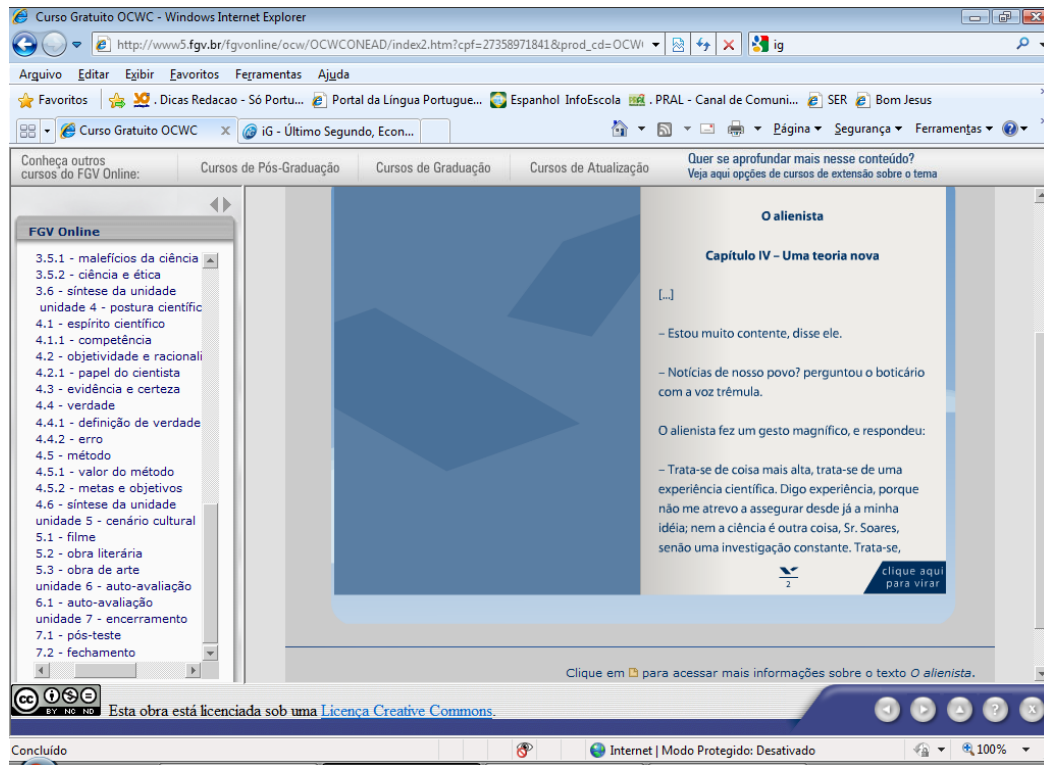 Curso Gratuito OCWC - Windows Internet Explorer
http://www5.fgv.br/fgvonline/ocw/OCWCONEAD/index2.htm?cpf=27358971841&prod_cd=OCW
ig
Arquivo Editar Exibir Favoritos Ferramentas Ajuda
Favoritos . Dicas Redacao - Só Portu... Portal da Língua Portugue... Espanhol InfoEscola . PRAL - Canal de Comuni... SER Bom Jesus
Curso Gratuito OCWC X iG - Último Segundo, Econ... Página Segurança Ferramentas
Conheça outros
cursos do FGV Online:
Cursos de Pós-Graduação Cursos de Graduação Cursos de Atualização
Quer se aprofundar mais nesse conteúdo?
Veja aqui opções de cursos de extensão sobre o tema
FGV Online
3.5.1 - malefícios da ciência
3.5.2 - ciência e ética
3.6 - síntese da unidade
unidade 4 - postura científic
4.1 - espírito científico
4.1.1 - competência
4.2 - objetividade e racionali
4.2.1 - papel do cientista
4.3 - evidência e certeza
4.4 - verdade
4.4.1 - definição de verdade
4.4.2 - erro
4.5 - método
4.5.1 - valor do método
4.5.2 - metas e objetivos
4.6 - síntese da unidade
unidade 5 - cenário cultural
5.1 - filme
5.2 - obra literária
5.3 - obra de arte
unidade 6 - auto-avaliação
6.1 - auto-avaliação
unidade 7 - encerramento
7.1 - pós-teste
7.2 - fechamento
O alienista
Capítulo IV – Uma teoria nova
[...]
– Estou muito contente, disse ele.
– Notícias de nosso povo? perguntou o boticário
com a voz trêmula.
O alienista fez um gesto magnífico, e respondeu:
– Trata-se de coisa mais alta, trata-se de uma
experiência científica. Digo experiência, porque
não me atrevo a assegurar desde já a minha
idéia; nem a ciência é outra coisa, Sr. Soares,
senão uma investigação constante. Trata-se,
2
clique aqui
para virar
Clique em para acessar mais informações sobre o texto O alienista.
cc BY NC ND
Esta obra está licenciada sob uma Licença Creative Commons.
Concluído
Internet | Modo Protegido: Desativado
100%